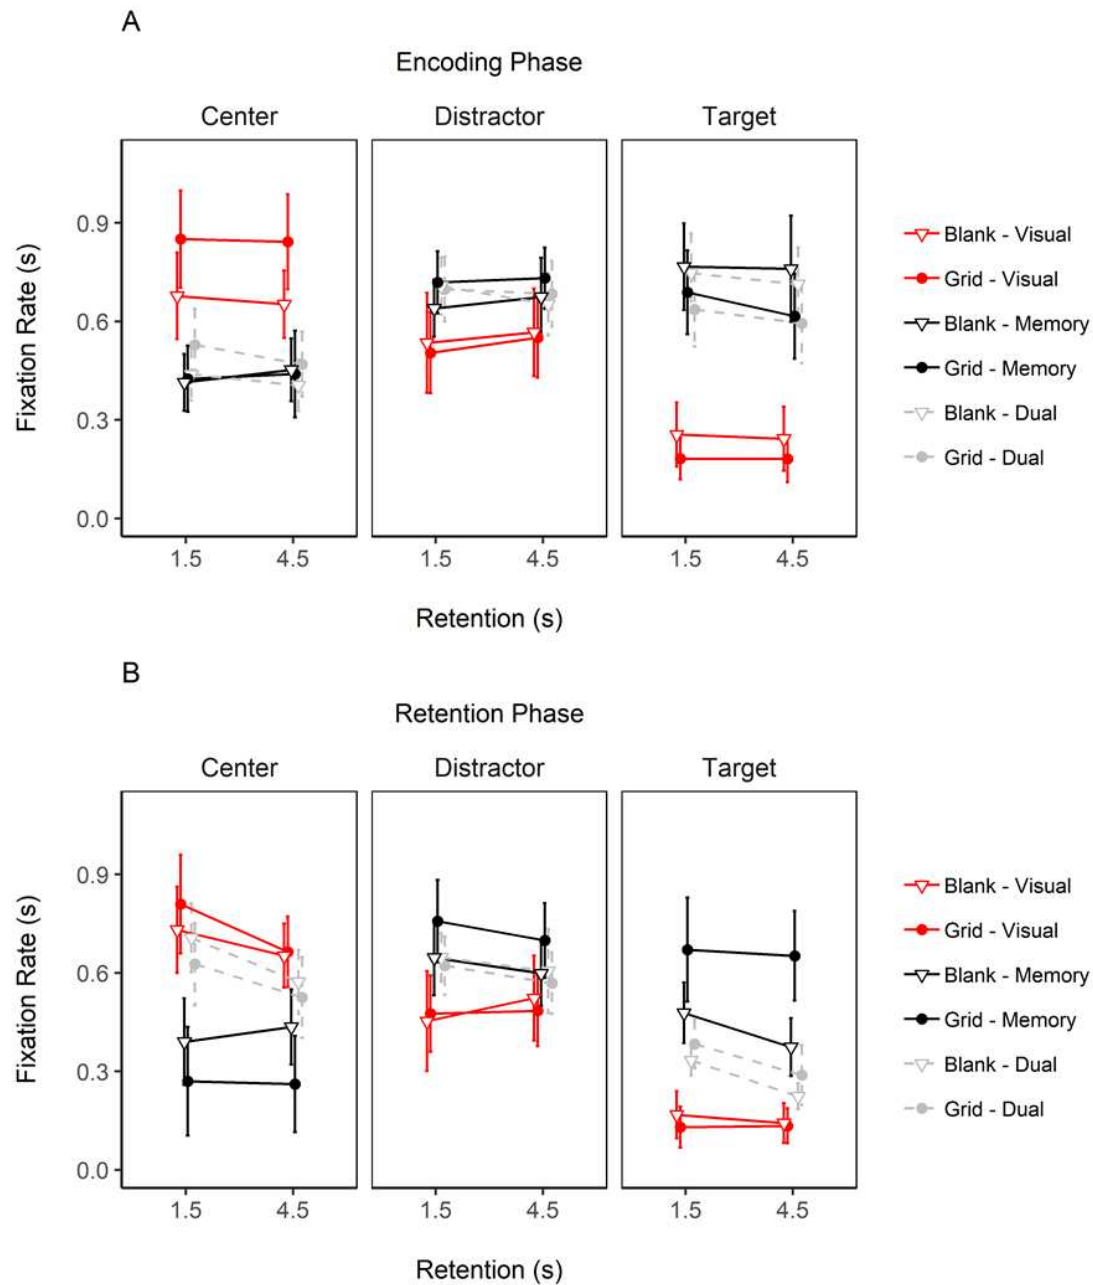 A
Encoding Phase
Center Distractor Target
Fixation Rate (s)
0.9
0.6
0.3
0.0
1.5 4.5 1.5 4.5 1.5 4.5
Retention (s)
Blank - Visual
Grid - Visual
Blank - Memory
Grid - Memory
Blank - Dual
Grid - Dual
B
Retention Phase
Center Distractor Target
Fixation Rate (s)
0.9
0.6
0.3
0.0
1.5 4.5 1.5 4.5 1.5 4.5
Retention (s)
Blank - Visual
Grid - Visual
Blank - Memory
Grid - Memory
Blank - Dual
Grid - Dual